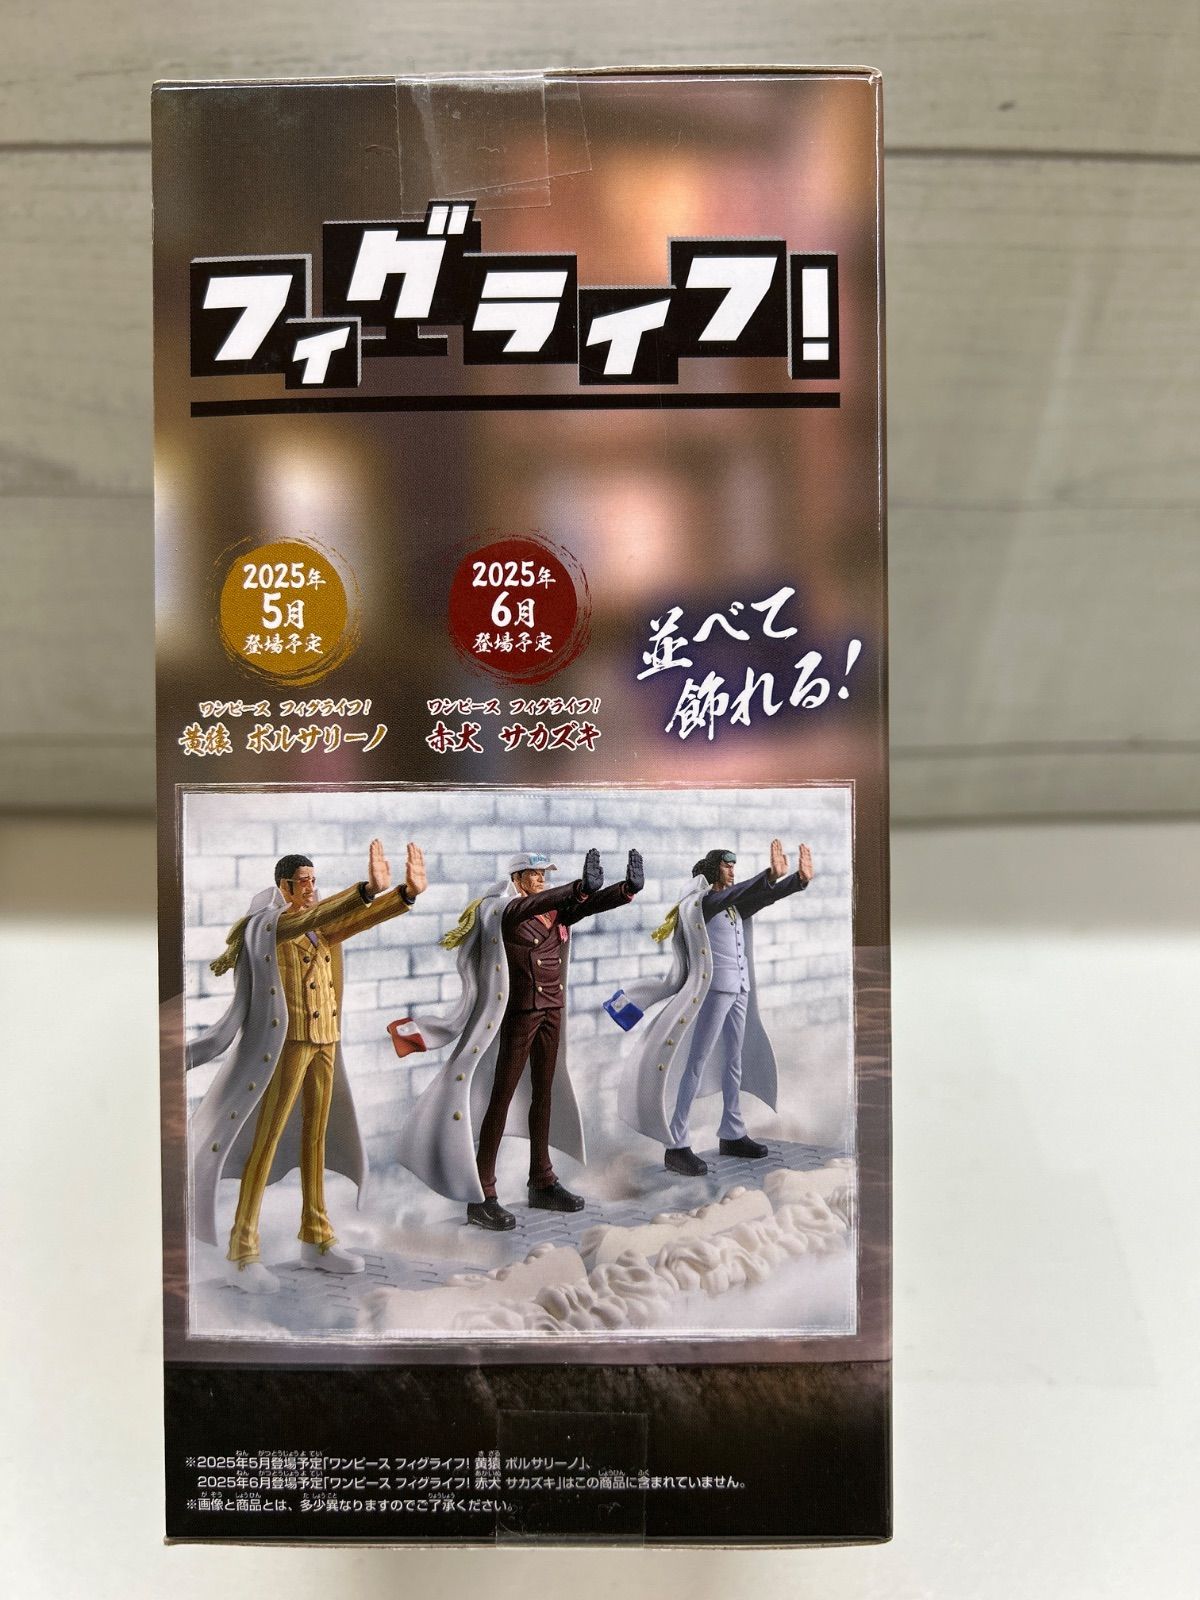 フィグライフ!
2025年
5月
登場予定
ワンピース フィグライフ!
黄猿 ボルサリーノ
2025年
6月
登場予定
ワンピース フィグライフ!
赤犬 サカズキ
並べて
飾れる!
※2025年5月登場予定「ワンピース フィグライフ! 黄猿 ボルサリーノ」、
2025年6月登場予定「ワンピース フィグライフ! 赤犬 サカズキ」はこの商品に含まれていません。
※画像と商品とは、多少異なりますのでご了承ください。